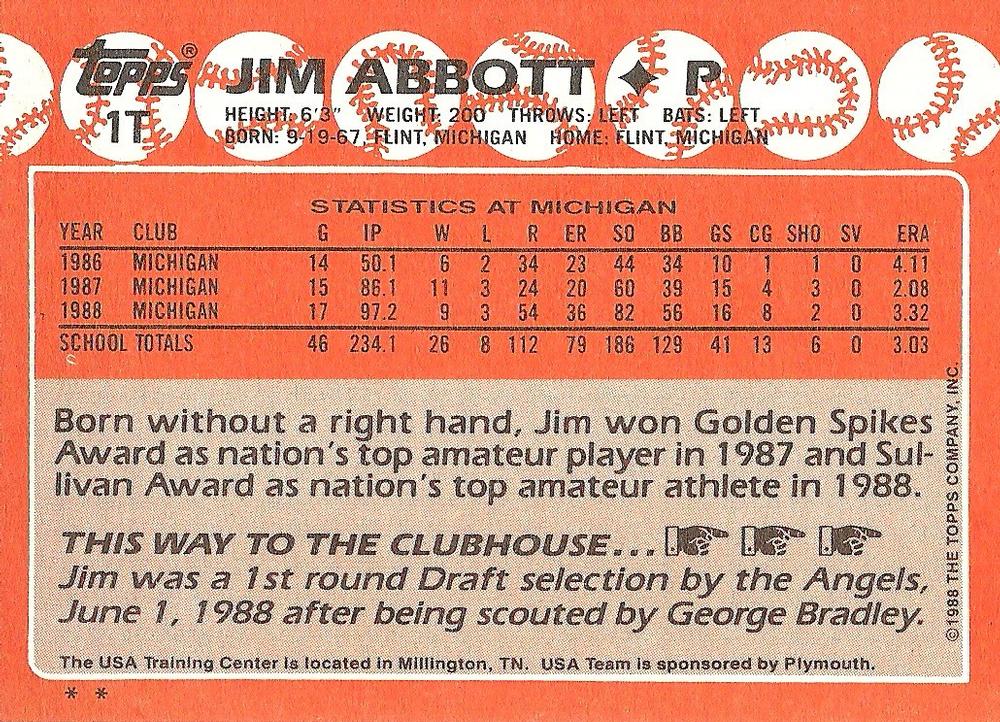 topps®
1T
JIM ABBOTT ✦ P
HEIGHT: 6'3" WEIGHT: 200 THROWS: LEFT BATS: LEFT
BORN: 9-19-67, FLINT, MICHIGAN HOME: FLINT, MICHIGAN
STATISTICS AT MICHIGAN
YEAR CLUB G IP W L R ER SO BB GS CG SHO SV ERA
1986 MICHIGAN 14 50.1 6 2 34 23 44 34 10 1 1 0 4.11
1987 MICHIGAN 15 86.1 11 3 24 20 60 39 15 4 3 0 2.08
1988 MICHIGAN 17 97.2 9 3 54 36 82 56 16 8 2 0 3.32
SCHOOL TOTALS 46 234.1 26 8 112 79 186 129 41 13 6 0 3.03
S
Born without a right hand, Jim won Golden Spikes
Award as nation's top amateur player in 1987 and Sul-
livan Award as nation's top amateur athlete in 1988.
THIS WAY TO THE CLUBHOUSE...
Jim was a 1st round Draft selection by the Angels,
June 1, 1988 after being scouted by George Bradley.
The USA Training Center is located in Millington, TN. USA Team is sponsored by Plymouth.
©1988 THE TOPPS COMPANY, INC.
* *